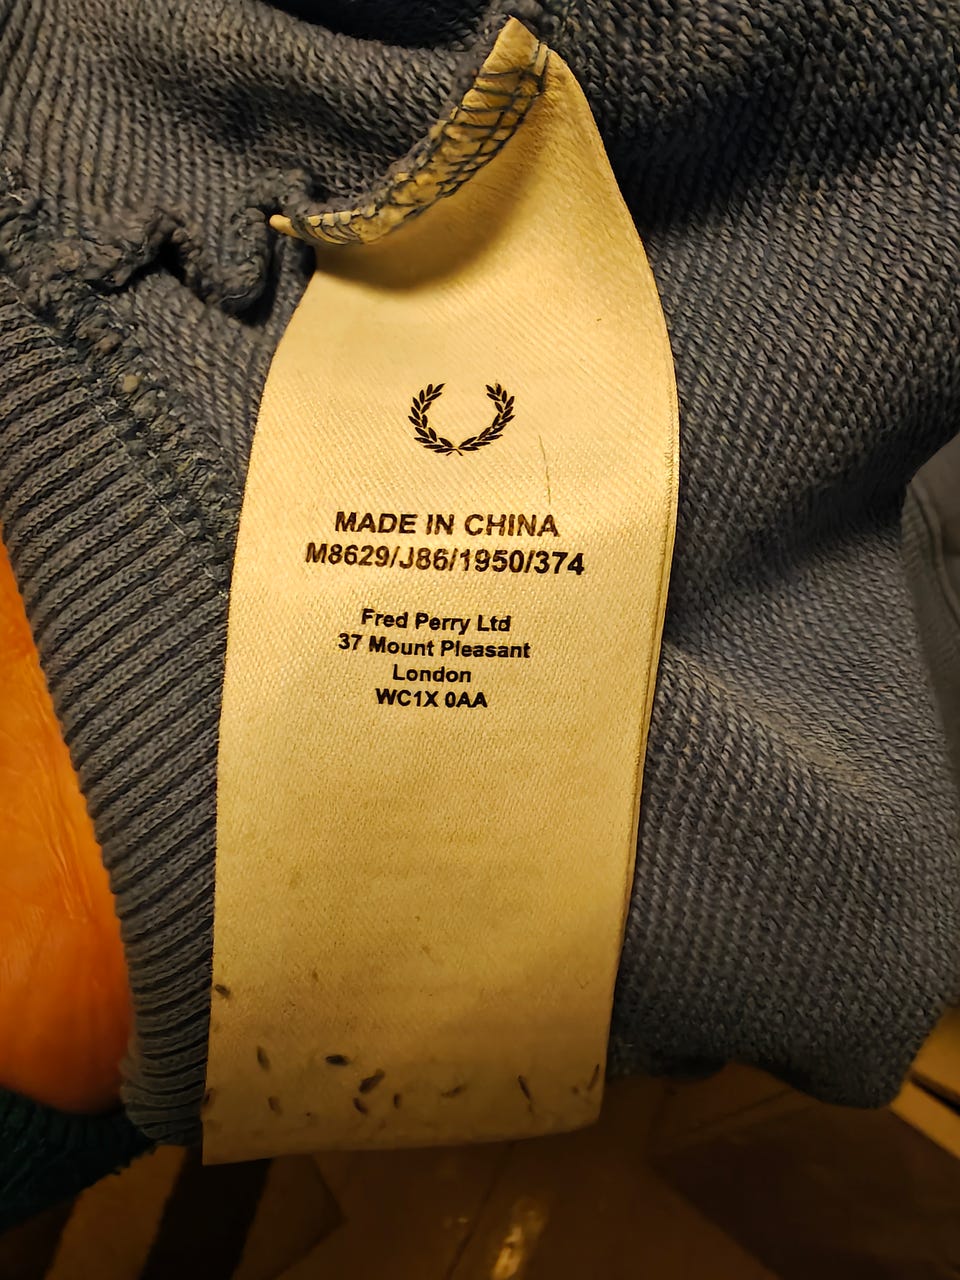 MADE IN CHINA
M8629/J86/1950/374
Fred Perry Ltd
37 Mount Pleasant
London
WC1X 0AA